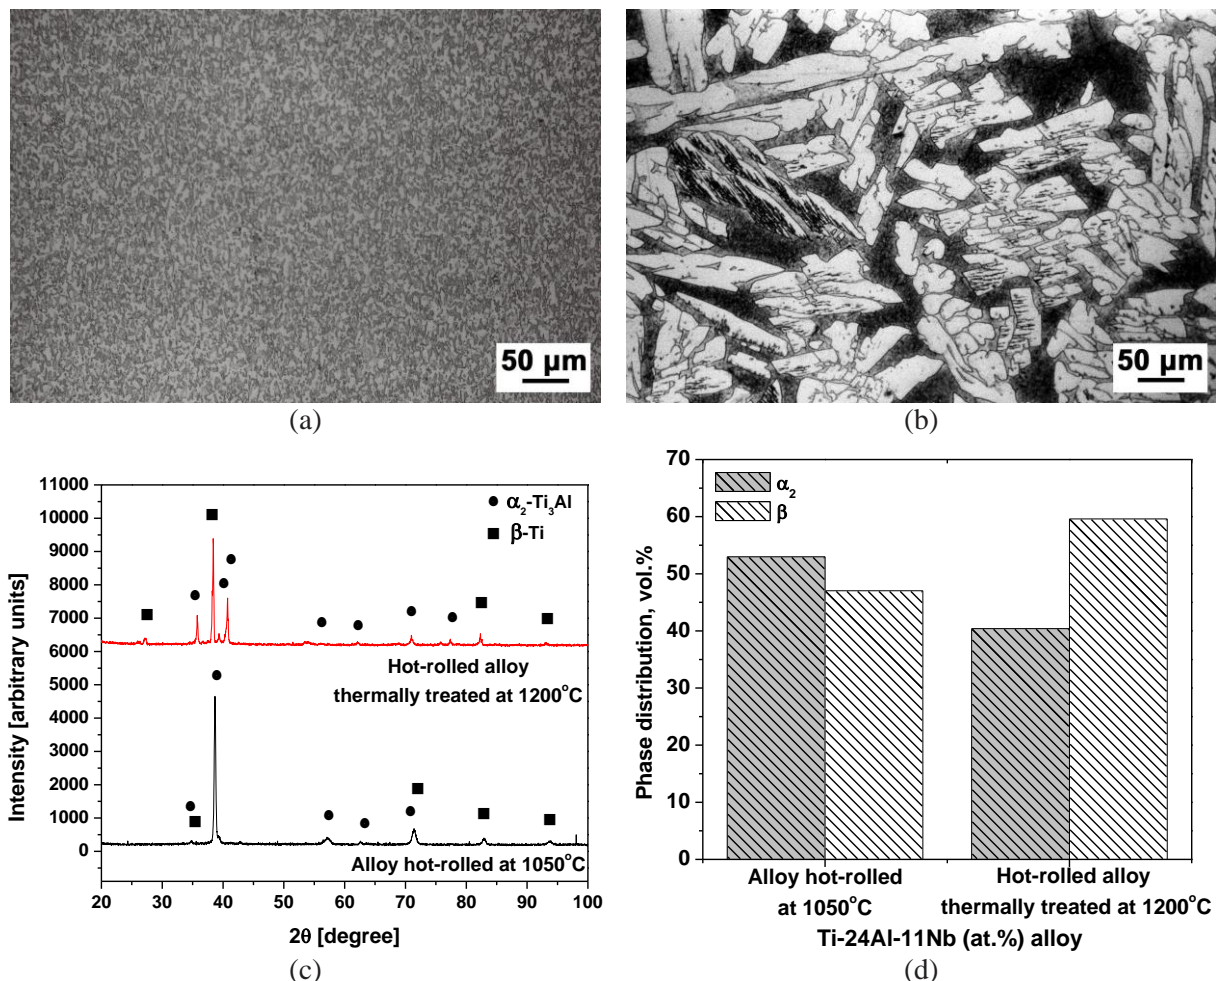 50 μm
50 μm
(a)
(b)
11000
10000
9000
8000
7000
6000
5000
4000
3000
2000
1000
0
Intensity [arbitrary units]
α2-Ti3Al
β-Ti
Hot-rolled alloy
thermally treated at 1200°C
Alloy hot-rolled at 1050°C
20 30 40 50 60 70 80 90 100
2θ [degree]
(c)
70
60
50
40
30
20
10
0
Phase distribution, vol.%
α2
β
Alloy hot-rolled
at 1050°C
Hot-rolled alloy
thermally treated at 1200°C
Ti-24Al-11Nb (at.%) alloy
(d)